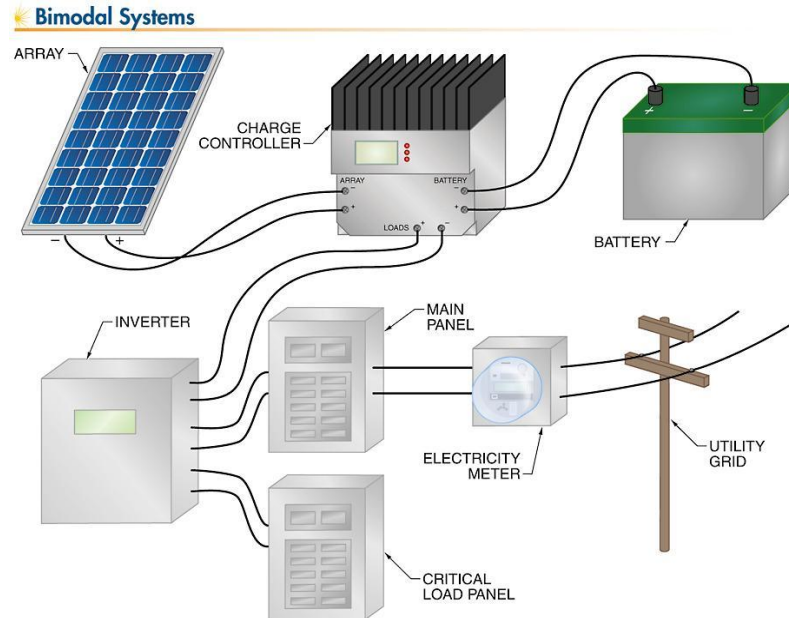 Bimodal Systems
ARRAY
CHARGE
CONTROLLER
ARRAY
BATTERY
−
−
+
+
LOADS
+
−
+
−
BATTERY
−
+
INVERTER
MAIN
PANEL
ELECTRICITY
METER
UTILITY
GRID
CRITICAL
LOAD PANEL